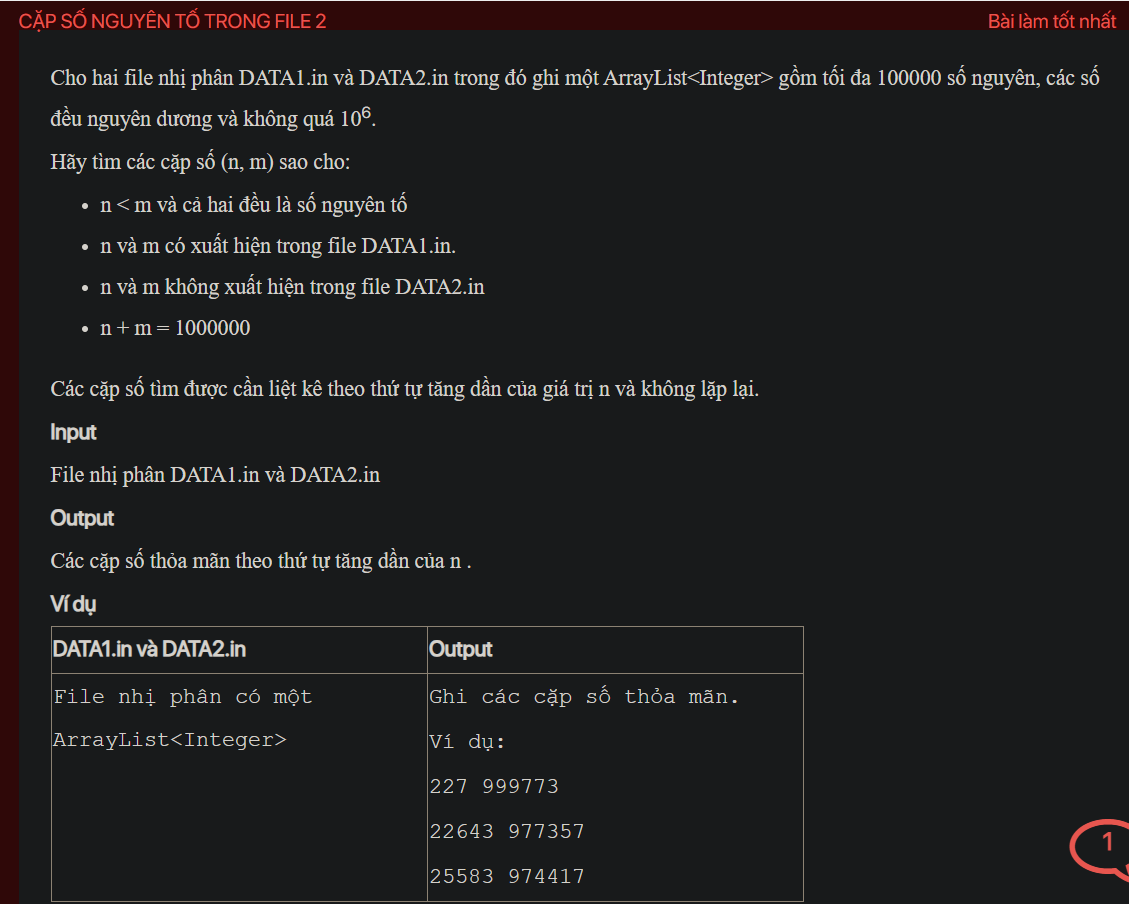 CẶP SỐ NGUYÊN TỐ TRONG FILE 2
Bài làm tốt nhất
Cho hai file nhị phân DATA1.in và DATA2.in trong đó ghi một ArrayList<Integer> gồm tối đa 100000 số nguyên, các số
đều nguyên dương và không quá 10⁶.
Hãy tìm các cặp số (n, m) sao cho:
• n < m và cả hai đều là số nguyên tố
• n và m có xuất hiện trong file DATA1.in.
• n và m không xuất hiện trong file DATA2.in
• n + m = 1000000
Các cặp số tìm được cần liệt kê theo thứ tự tăng dần của giá trị n và không lặp lại.
Input
File nhị phân DATA1.in và DATA2.in
Output
Các cặp số thỏa mãn theo thứ tự tăng dần của n .
Ví dụ
DATA1.in và DATA2.in
Output
File nhị phân có một
ArrayList<Integer>
Ghi các cặp số thỏa mãn.
Ví dụ:
227 999773
22643 977357
25583 974417
1